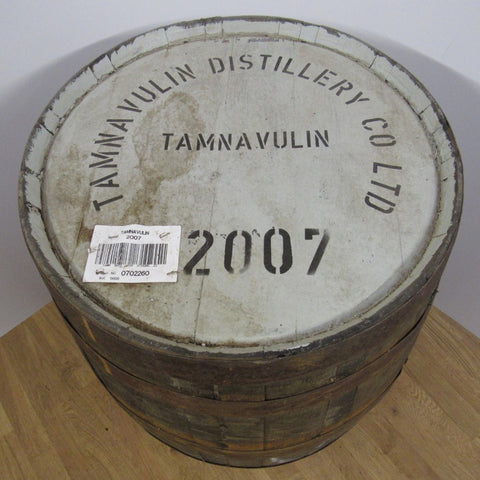 TAMNAVULIN DISTILLERY CO LTD
TAMNAVULIN
2007
TAMNAVULIN
2007
0702260